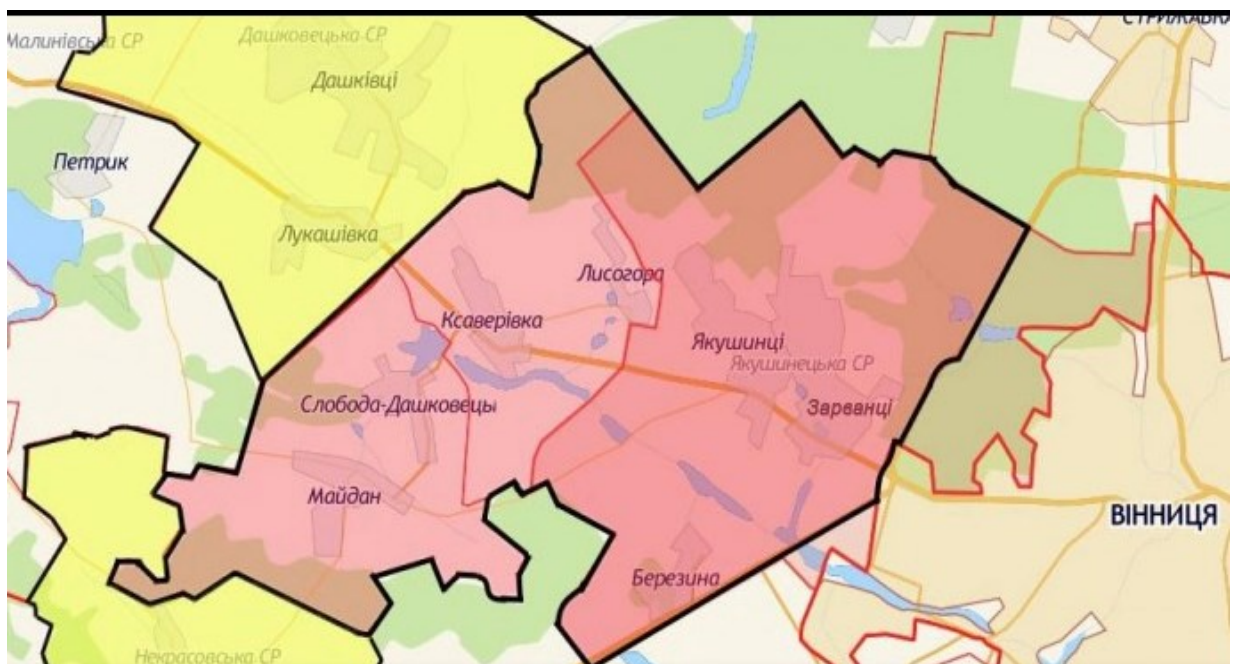 СТРИЖАВКА
Малинівська СР
Дашковецька СР
Дашківці
Петрик
Лукашівка
Лисогора
Ксаверівка
Якушинці
Якушинецька СР
Слобода-Дашковецы
Зарванці
Майдан
ВІННИЦЯ
Березина
Некрасовська СР